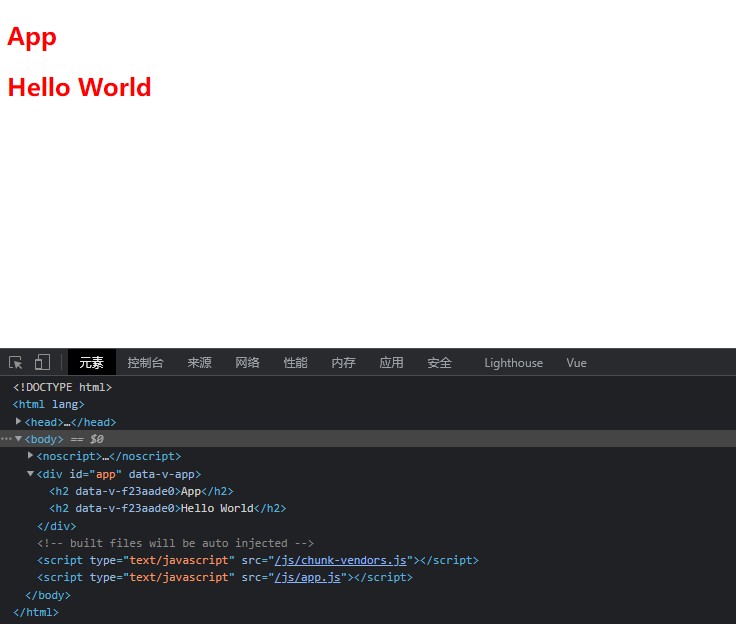 App
Hello World
元素 控制台 来源 网络 性能 内存 应用 安全 Lighthouse Vue
<!DOCTYPE html>
<html lang>
<head>…</head>
<body> == $0
<noscript>…</noscript>
<div id="app" data-v-app>
<h2 data-v-f23aade0>App</h2>
<h2 data-v-f23aade0>Hello World</h2>
</div>
<!-- built files will be auto injected -->
<script type="text/javascript" src="/js/chunk-vendors.js"></script>
<script type="text/javascript" src="/js/app.js"></script>
</body>
</html>